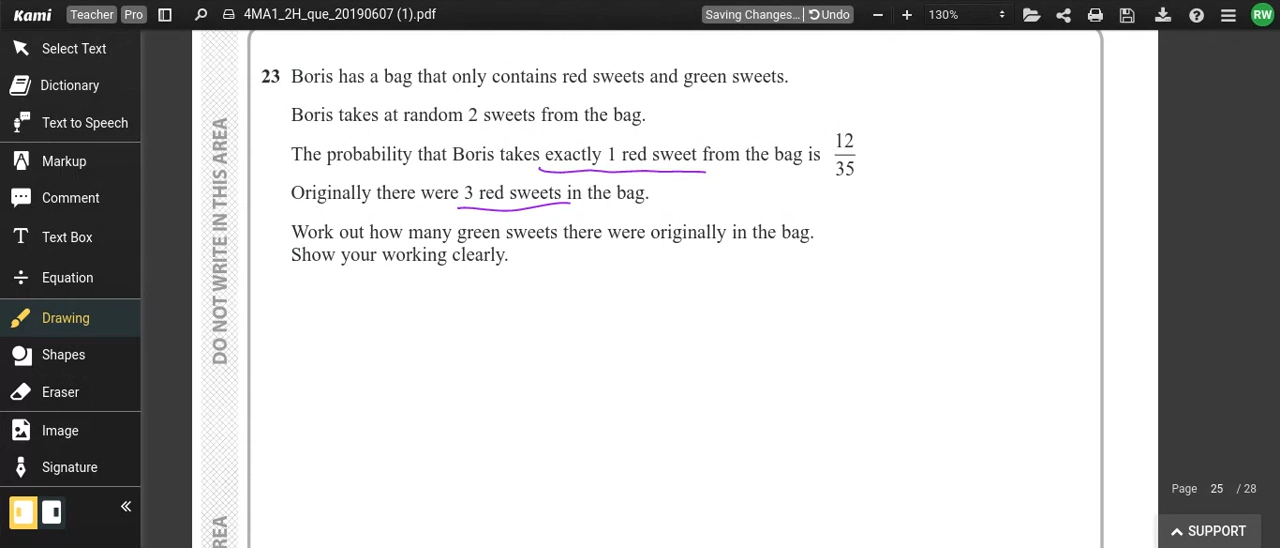 Kami Teacher Pro 4MA1_2H_que_20190607 (1).pdf Saving Changes... Undo 130% RW
Select Text
Dictionary
Text to Speech
Markup
Comment
Text Box
Equation
Drawing
Shapes
Eraser
Image
Signature
DO NOT WRITE IN THIS AREA
REA
23 Boris has a bag that only contains red sweets and green sweets.
Boris takes at random 2 sweets from the bag.
The probability that Boris takes exactly 1 red sweet from the bag is 12/35
Originally there were 3 red sweets in the bag.
Work out how many green sweets there were originally in the bag.
Show your working clearly.
Page 25 / 28
SUPPORT